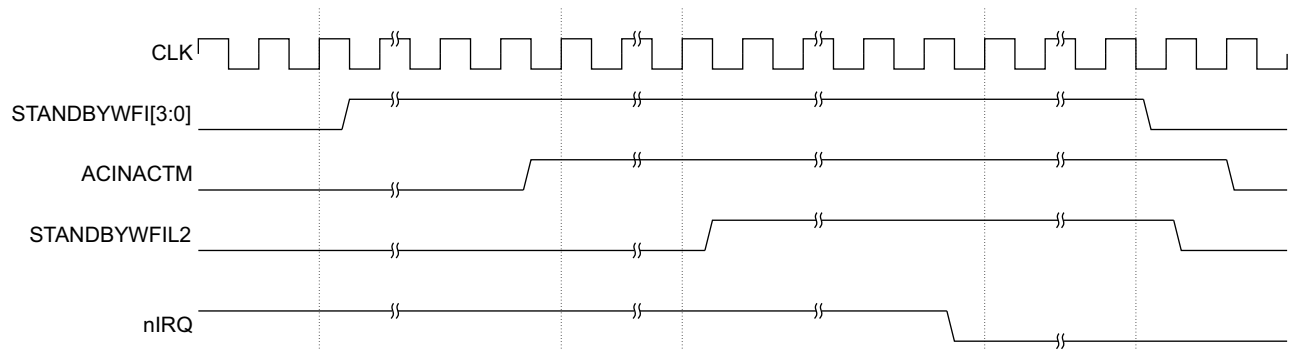 CLK
STANDBYWFI[3:0]
ACINACTM
STANDBYWFIL2
nIRQ